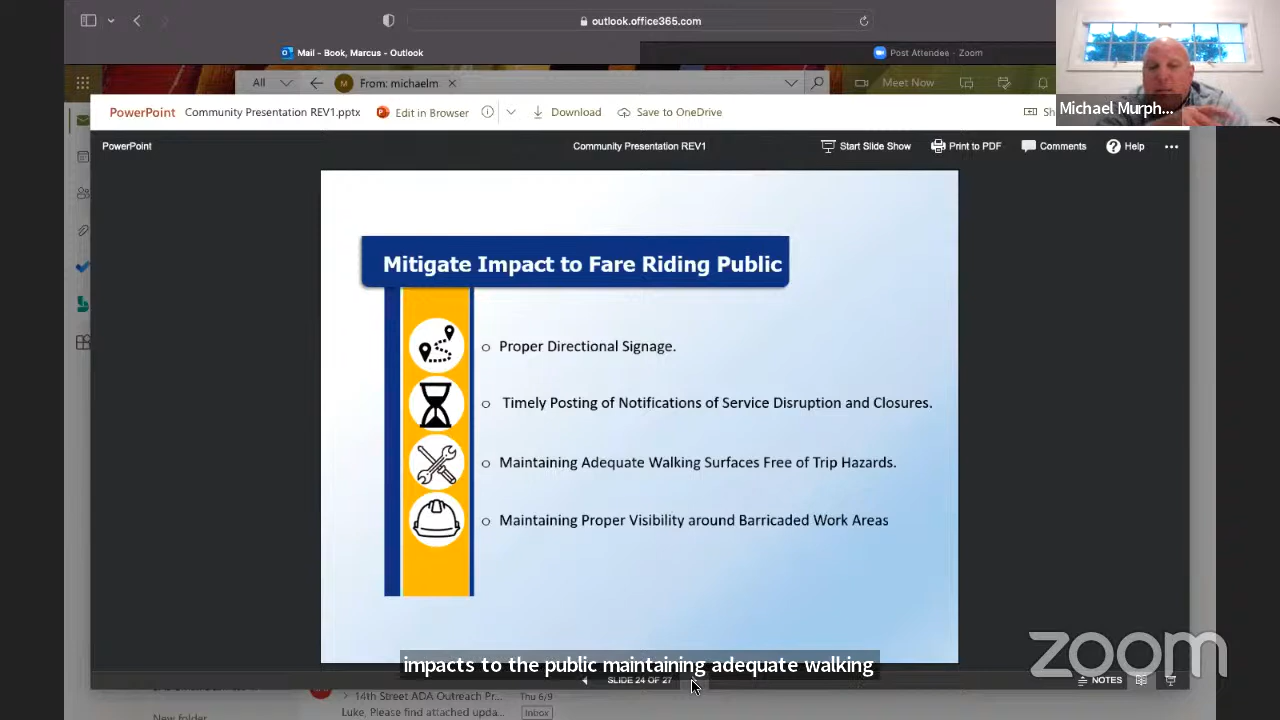 outlook.office365.com
Mail - Book, Marcus - Outlook
Post Attendee - Zoom
All
M From: michaelm
Meet Now
Michael Murph...
PowerPoint Community Presentation REV1.pptx Edit in Browser Download Save to OneDrive Sh
PowerPoint
Community Presentation REV1
Start Slide Show Print to PDF Comments Help
Mitigate Impact to Fare Riding Public
Proper Directional Signage.
Timely Posting of Notifications of Service Disruption and Closures.
Maintaining Adequate Walking Surfaces Free of Trip Hazards.
Maintaining Proper Visibility around Barricaded Work Areas
impacts to the public maintaining adequate walking
SLIDE 24 OF 27
NOTES
zoom
14th Street ADA Outreach Pr... Thu 6/9
Luke, Please find attached upda... Inbox
New folder